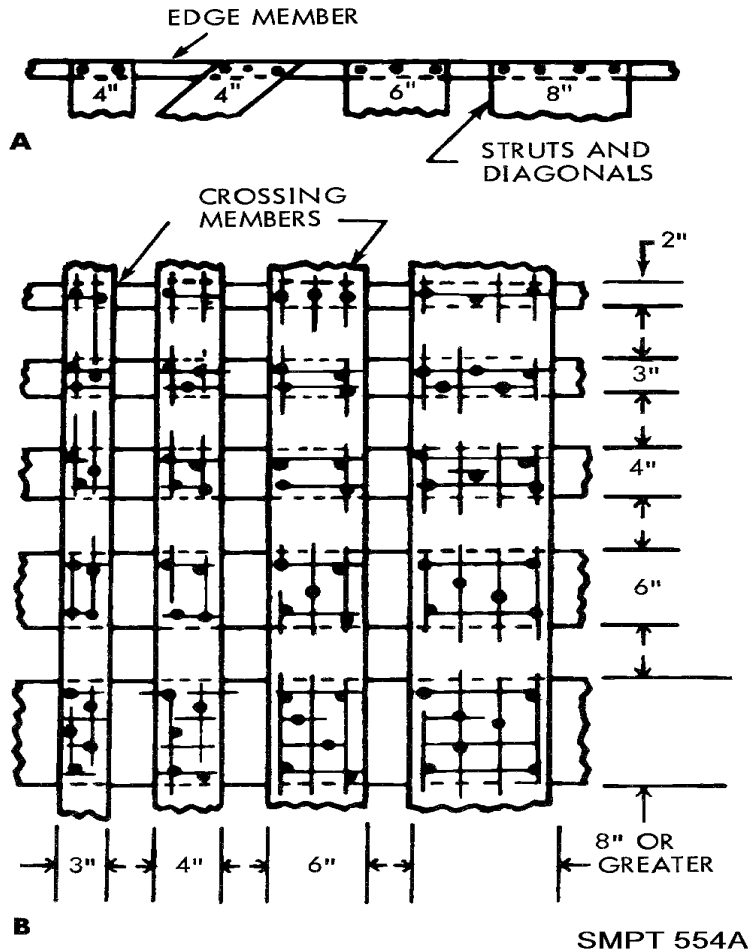 EDGE MEMBER
4" 4" 6" 8"
A
STRUTS AND
DIAGONALS
CROSSING
MEMBERS
2"
3"
4"
6"
8" OR
GREATER
3" 4" 6"
B
SMPT 554A